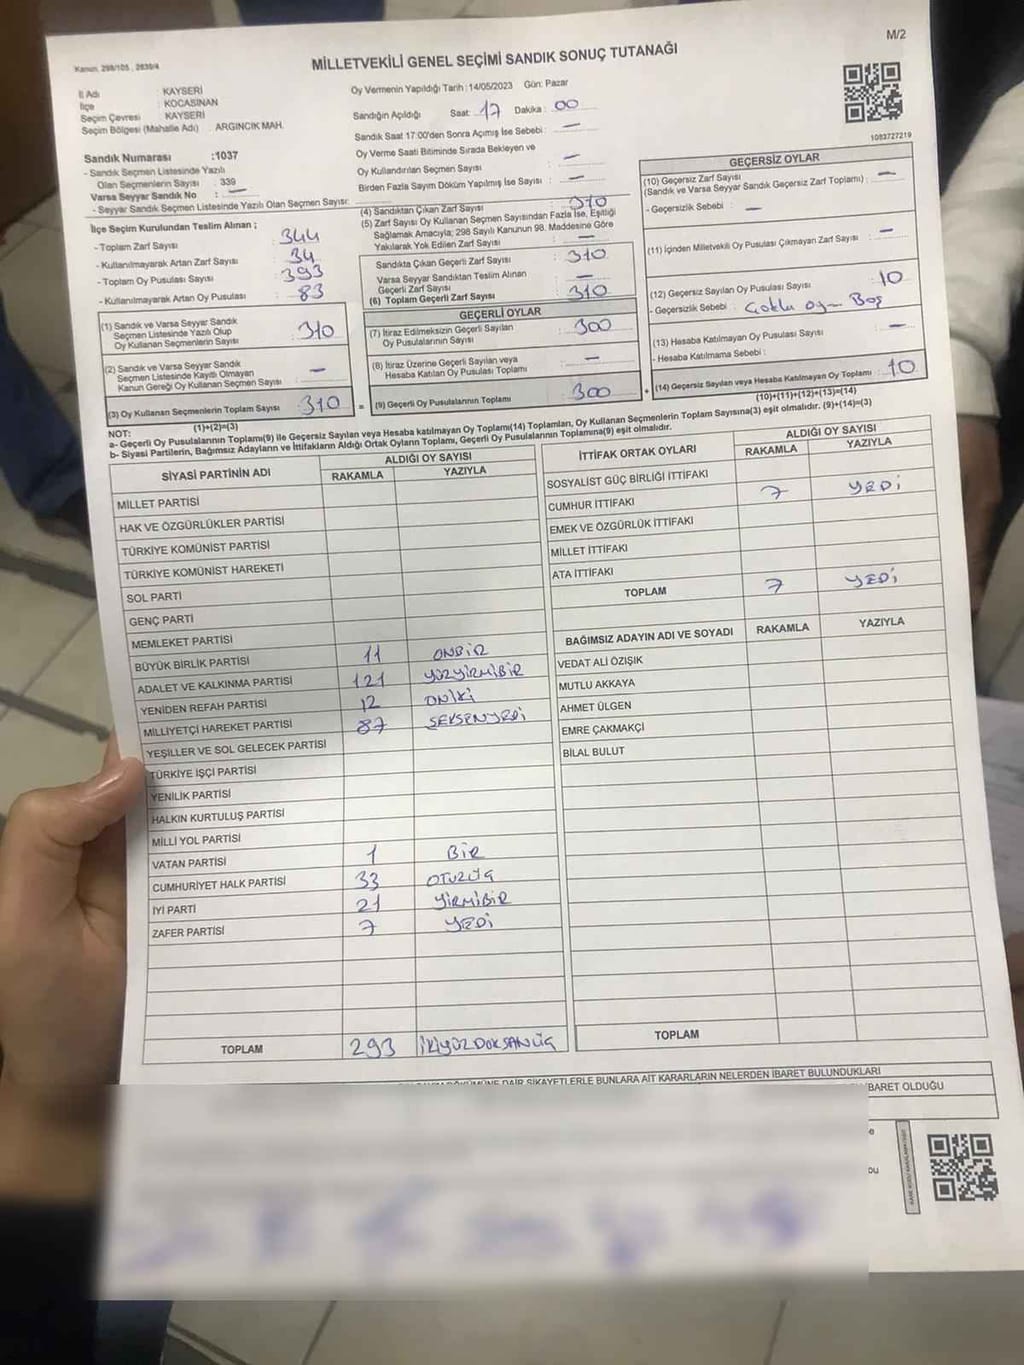 M/2
Kanun: 298/105 , 2839/4
MİLLETVEKİLİ GENEL SEÇİMİ SANDIK SONUÇ TUTANAĞI
İl Adı : KAYSERİ
İlçe : KOCASİNAN
Seçim Çevresi : KAYSERİ
Seçim Bölgesi (Mahalle Adı) : ARGINCIK MAH.
Sandık Numarası :1037
- Sandık Seçmen Listesinde Yazılı
Olan Seçmenlerin Sayısı : 339
Varsa Seyyar Sandık No : —
- Seyyar Sandık Seçmen Listesinde Yazılı Olan Seçmen Sayısı:
İlçe Seçim Kurulundan Teslim Alınan ;
- Toplam Zarf Sayısı : 344
- Kullanılmayarak Artan Zarf Sayısı : 34
- Toplam Oy Pusulası Sayısı : 393
- Kullanılmayarak Artan Oy Pusulası : 83
(1) Sandık ve Varsa Seyyar Sandık
Seçmen Listesinde Yazılı Olup
Oy Kullanan Seçmenlerin Sayısı : 310
(2) Sandık ve Varsa Seyyar Sandık
Seçmen Listesinde Kayıtlı Olmayan
Kanun Gereği Oy Kullanan Seçmen Sayısı : —
(3) Oy Kullanan Seçmenlerin Toplam Sayısı : 310
(1)+(2)=(3)
Oy Vermenin Yapıldığı Tarih : 14/05/2023 Gün: Pazar
Sandığın Açıldığı Saat: 17 Dakika : 00
Sandık Saat 17:00'den Sonra Açımış İse Sebebi : —
Oy Verme Saati Bitiminde Sırada Bekleyen ve
Oy Kullandırılan Seçmen Sayısı : —
Birden Fazla Sayım Döküm Yapılmış İse Sayısı : —
(4) Sandıktan Çıkan Zarf Sayısı : 310
(5) Zarf Sayısı Oy Kullanan Seçmen Sayısından Fazla İse, Eşitliği
Sağlamak Amacıyla; 298 Sayılı Kanunun 98. Maddesine Göre
Yakılarak Yok Edilen Zarf Sayısı : —
Sandıkta Çıkan Geçerli Zarf Sayısı : 310
Varsa Seyyar Sandıktan Teslim Alınan
Geçerli Zarf Sayısı : —
(6) Toplam Geçerli Zarf Sayısı : 310
GEÇERLİ OYLAR
(7) İtiraz Edilmeksizin Geçerli Sayılan
Oy Pusulalarının Sayısı : 300
(8) İtiraz Üzerine Geçerli Sayılan veya
Hesaba Katılan Oy Pusulası Toplamı : —
= (9) Geçerli Oy Pusulalarının Toplamı : 300
1083727219
GEÇERSİZ OYLAR
(10) Geçersiz Zarf Sayısı
(Sandık ve Varsa Seyyar Sandık Geçersiz Zarf Toplamı) : —
- Geçersizlik Sebebi : —
(11) İçinden Milletvekili Oy Pusulası Çıkmayan Zarf Sayısı : —
(12) Geçersiz Sayılan Oy Pusulası Sayısı : 10
- Geçersizlik Sebebi : Çoklu oy - Boş
(13) Hesaba Katılmayan Oy Pusulası Sayısı : —
- Hesaba Katılmama Sebebi :
+ (14) Geçersiz Sayılan veya Hesaba Katılmayan Oy Toplamı : 10
(10)+(11)+(12)+(13)=(14)
NOT:
a- Geçerli Oy Pusulalarının Toplamı(9) ile Geçersiz Sayılan veya Hesaba katılmayan Oy Toplamı(14) Toplamları, Oy Kullanan Seçmenlerin Toplam Sayısına(3) eşit olmalıdır. (9)+(14)=(3)
b- Siyasi Partilerin, Bağımsız Adayların ve İttifakların Aldığı Ortak Oyların Toplamı, Geçerli Oy Pusulalarının Toplamına(9) eşit olmalıdır.
SİYASİ PARTİNİN ADI ALDIĞI OY SAYISI
RAKAMLA YAZIYLA
MİLLET PARTİSİ
HAK VE ÖZGÜRLÜKLER PARTİSİ
TÜRKİYE KOMÜNİST PARTİSİ
TÜRKİYE KOMÜNİST HAREKETİ
SOL PARTİ
GENÇ PARTİ
MEMLEKET PARTİSİ
BÜYÜK BİRLİK PARTİSİ 11 ONBİR
ADALET VE KALKINMA PARTİSİ 121 YÜZYİRMİBİR
YENİDEN REFAH PARTİSİ 12 ONİKİ
MİLLİYETÇİ HAREKET PARTİSİ 87 SEKSENYEDİ
YEŞİLLER VE SOL GELECEK PARTİSİ
TÜRKİYE İŞÇİ PARTİSİ
YENİLİK PARTİSİ
HALKIN KURTULUŞ PARTİSİ
MİLLİ YOL PARTİSİ
VATAN PARTİSİ 1 BİR
CUMHURİYET HALK PARTİSİ 33 OTUZÜÇ
İYİ PARTİ 21 YİRMİBİR
ZAFER PARTİSİ 7 YEDİ
TOPLAM 293 İKİYÜZDOKSANÜÇ
İTTİFAK ORTAK OYLARI ALDIĞI OY SAYISI
RAKAMLA YAZIYLA
SOSYALİST GÜÇ BİRLİĞİ İTTİFAKI
CUMHUR İTTİFAKI 7 YEDİ
EMEK VE ÖZGÜRLÜK İTTİFAKI
MİLLET İTTİFAKI
ATA İTTİFAKI
TOPLAM 7 YEDİ
BAĞIMSIZ ADAYIN ADI VE SOYADI RAKAMLA YAZIYLA
VEDAT ALİ ÖZIŞIK
MUTLU AKKAYA
AHMET ÜLGEN
EMRE ÇAKMAKÇİ
BİLAL BULUT
TOPLAM
DAİR ŞİKAYETLERLE BUNLARA AİT KARARLARIN NELERDEN İBARET BULUNDUKLARI
BARET OLDUĞU